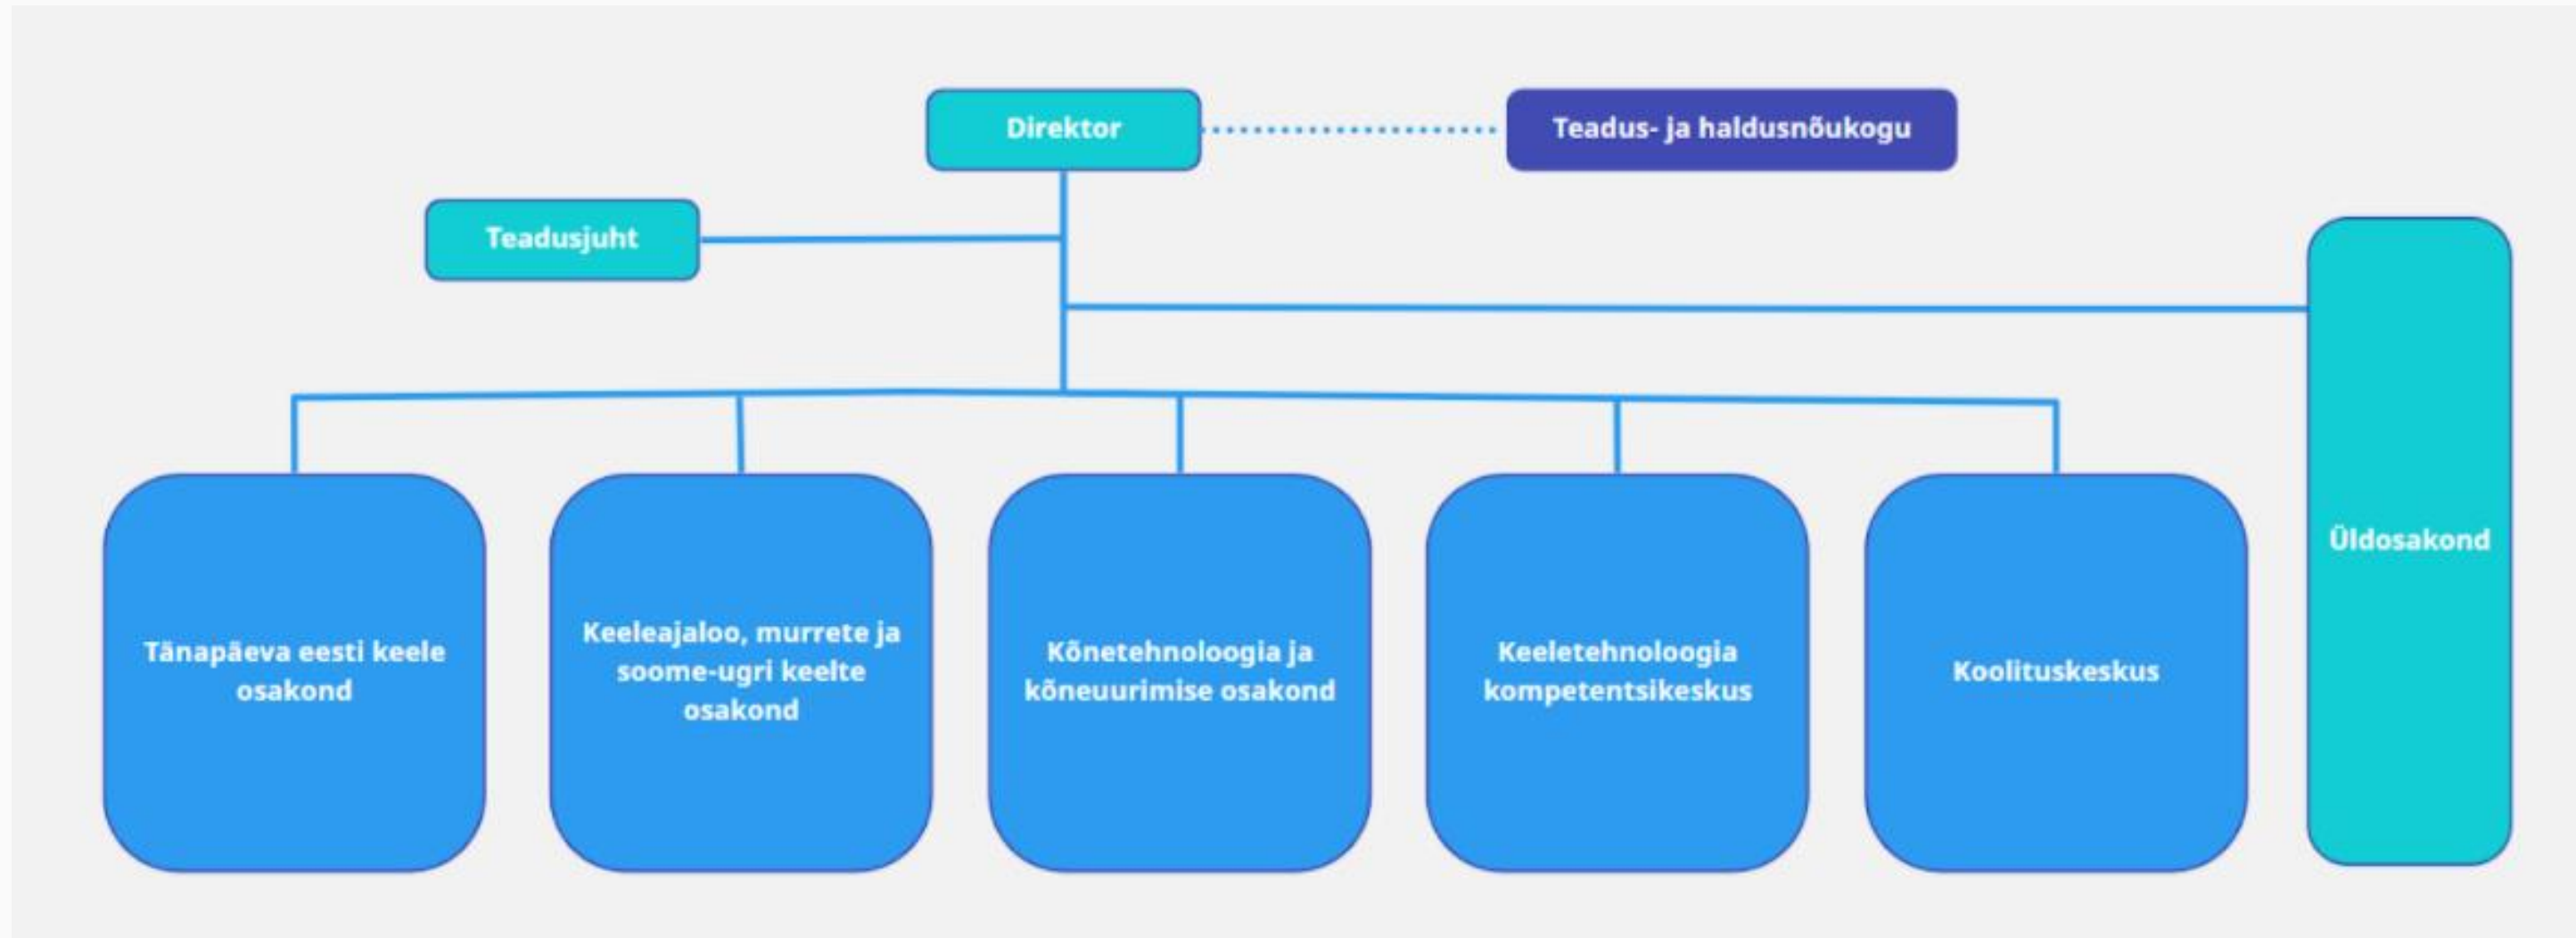 Direktor
Teadus- ja haldusnõukogu
Teadusjuht
Üldosakond
Tänapäeva eesti keele
osakond
Keeleajaloo, murrete ja
soome-ugri keelte
osakond
Kõnetehnoloogia ja
kõneuurimise osakond
Keeletehnoloogia
kompetentsikeskus
Koolituskeskus